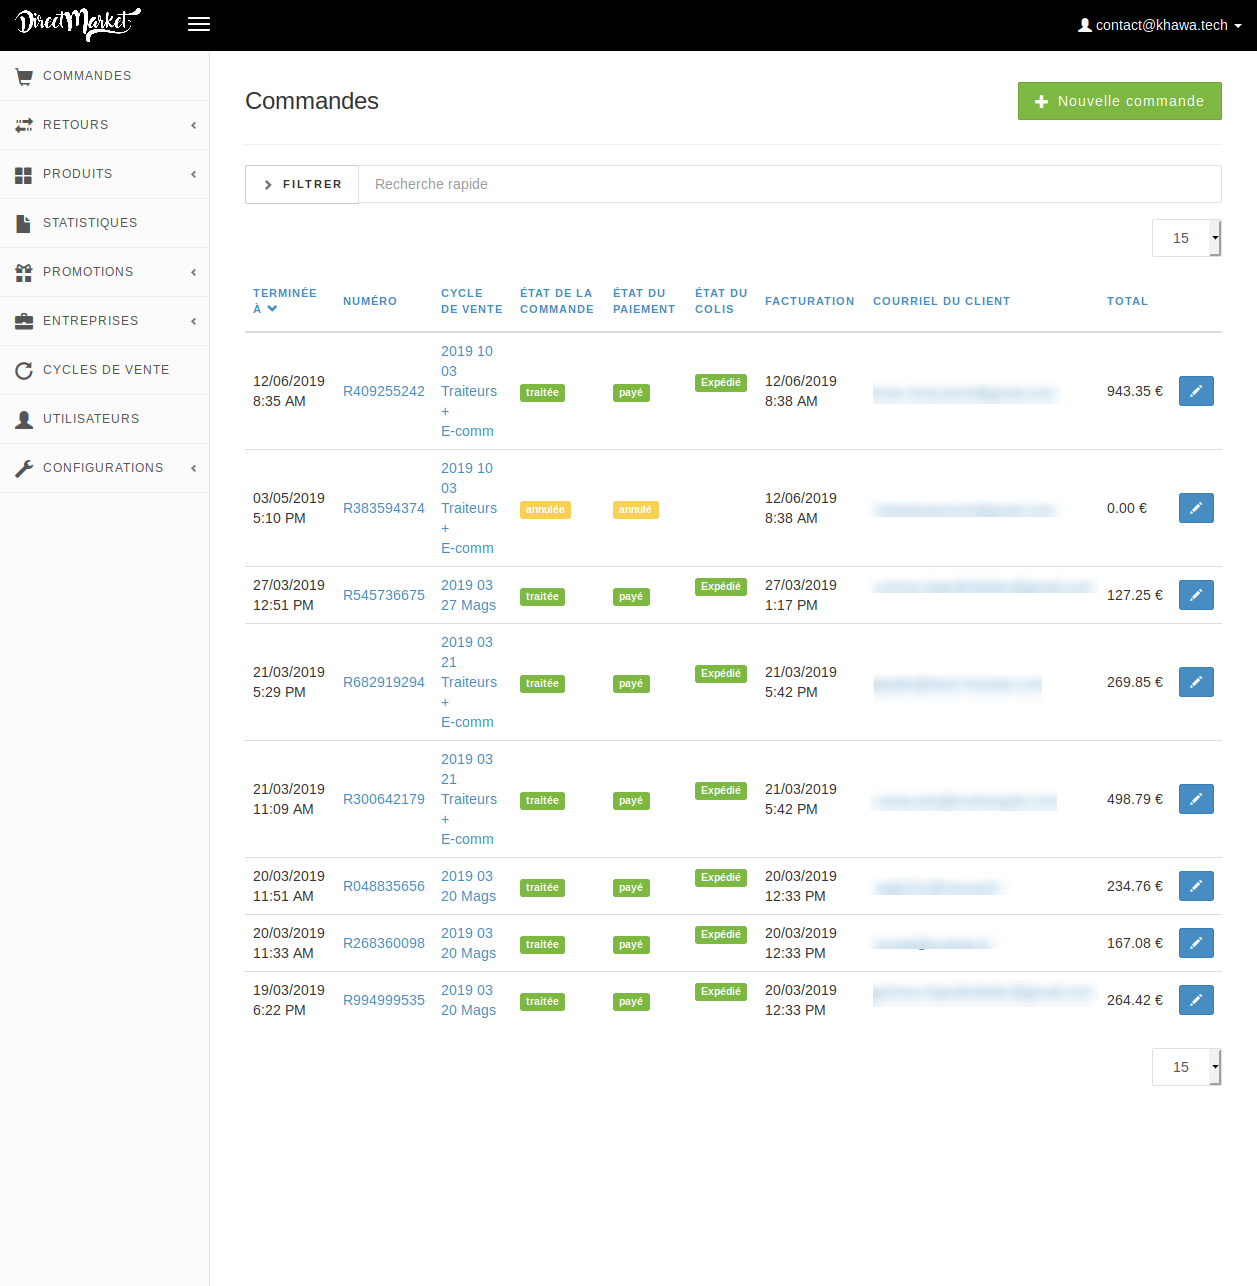 DirectMarket
contact@khawa.tech
COMMANDES
RETOURS
PRODUITS
STATISTIQUES
PROMOTIONS
ENTREPRISES
CYCLES DE VENTE
UTILISATEURS
CONFIGURATIONS
Commandes
Nouvelle commande
FILTRER
Recherche rapide
15
TERMINÉE À
NUMÉRO
CYCLE DE VENTE
ÉTAT DE LA COMMANDE
ÉTAT DU PAIEMENT
ÉTAT DU COLIS
FACTURATION
COURRIEL DU CLIENT
TOTAL
12/06/2019 8:35 AM R409255242 2019 10 03 Traiteurs + E-comm traitée payé Expédié 12/06/2019 8:38 AM 943.35 €
03/05/2019 5:10 PM R383594374 2019 10 03 Traiteurs + E-comm annulée annulé 12/06/2019 8:38 AM 0.00 €
27/03/2019 12:51 PM R545736675 2019 03 27 Mags traitée payé Expédié 27/03/2019 1:17 PM 127.25 €
21/03/2019 5:29 PM R682919294 2019 03 21 Traiteurs + E-comm traitée payé Expédié 21/03/2019 5:42 PM 269.85 €
21/03/2019 11:09 AM R300642179 2019 03 21 Traiteurs + E-comm traitée payé Expédié 21/03/2019 5:42 PM 498.79 €
20/03/2019 11:51 AM R048835656 2019 03 20 Mags traitée payé Expédié 20/03/2019 12:33 PM 234.76 €
20/03/2019 11:33 AM R268360098 2019 03 20 Mags traitée payé Expédié 20/03/2019 12:33 PM 167.08 €
19/03/2019 6:22 PM R994999535 2019 03 20 Mags traitée payé Expédié 20/03/2019 12:33 PM 264.42 €
15